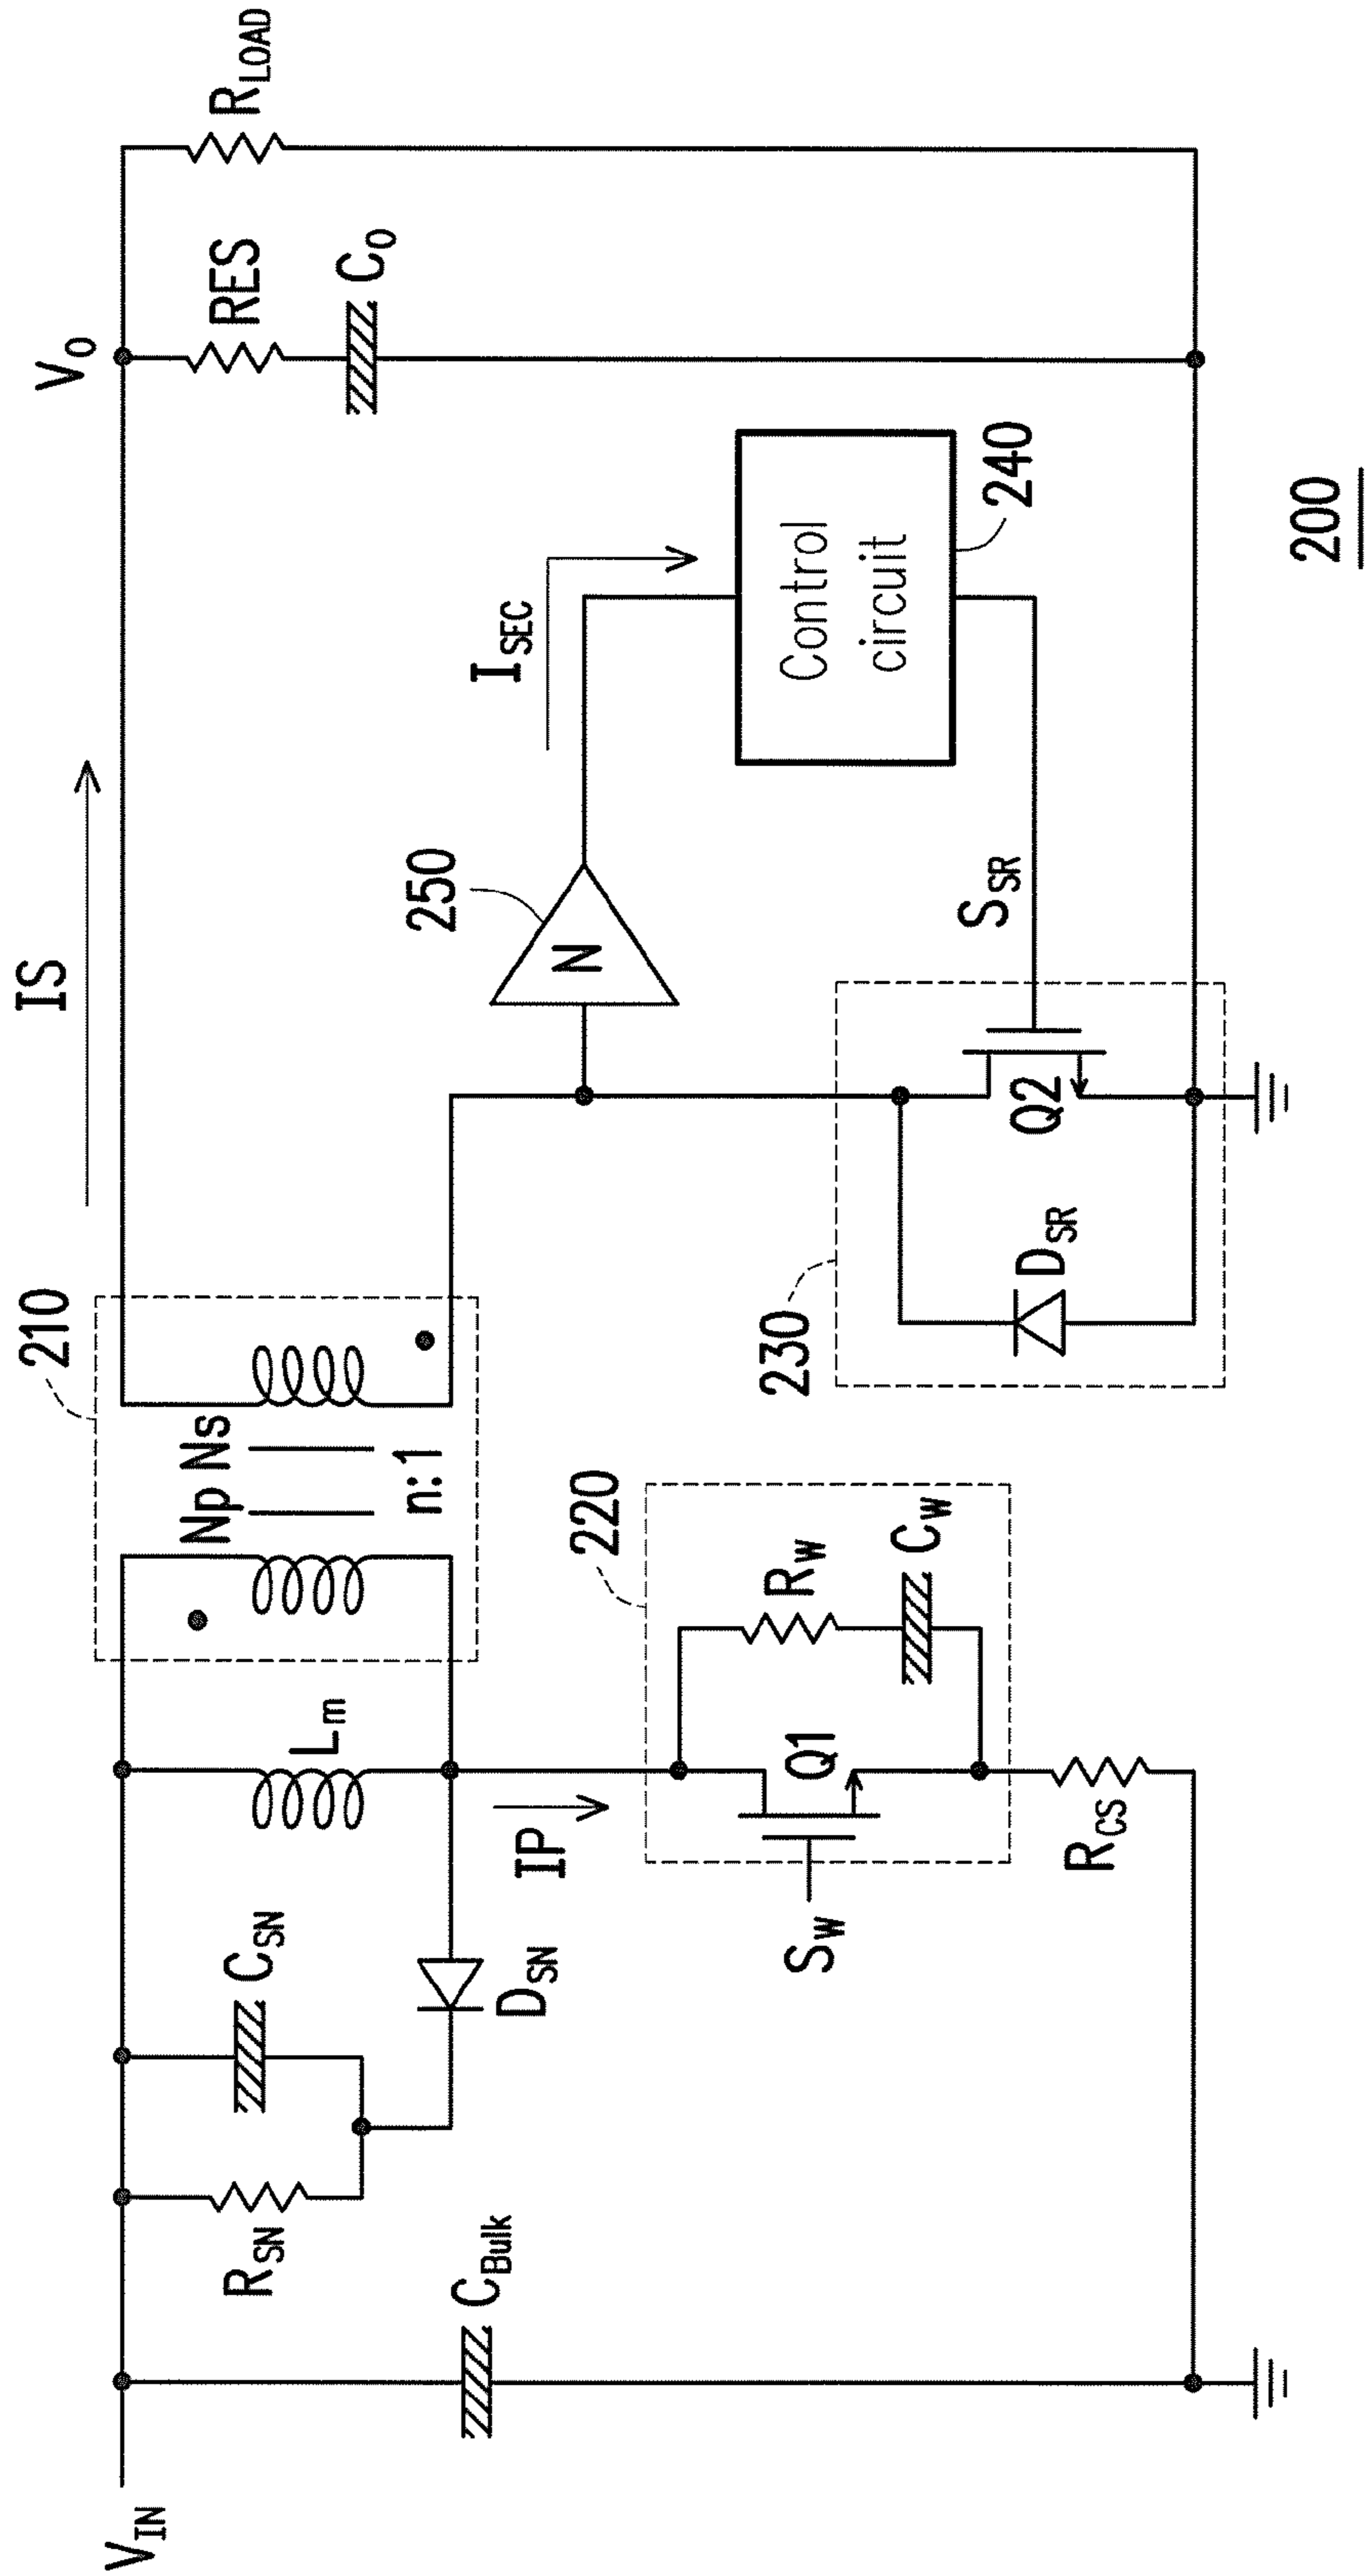 V_IN
R_SN
C_SN
C_Bulk
D_SN
L_m
IP
S_W
Q1
R_W
C_W
R_CS
220
210
Np Ns
n:1
IS
250
N
I_SEC
Control
circuit
240
S_SR
230
D_SR
Q2
V_O
RES
C_O
R_LOAD
200